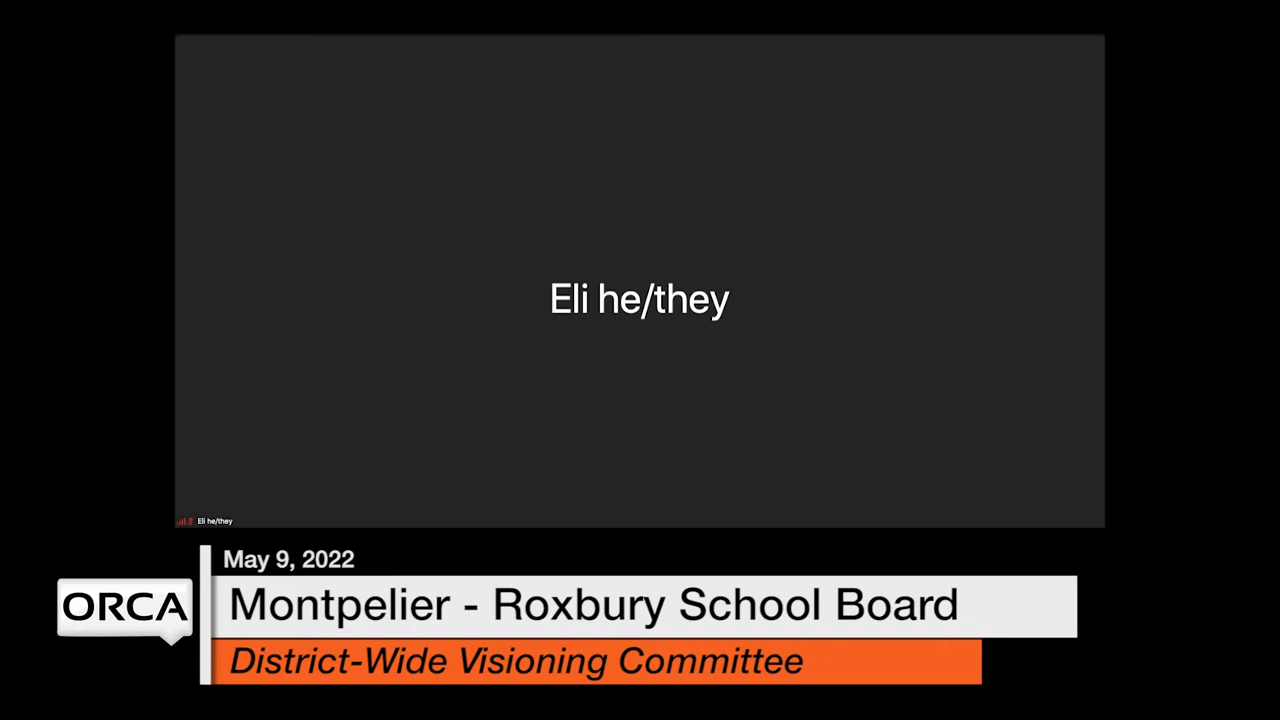 Eli he/they
Eli he/they
May 9, 2022
ORCA
Montpelier - Roxbury School Board
District-Wide Visioning Committee